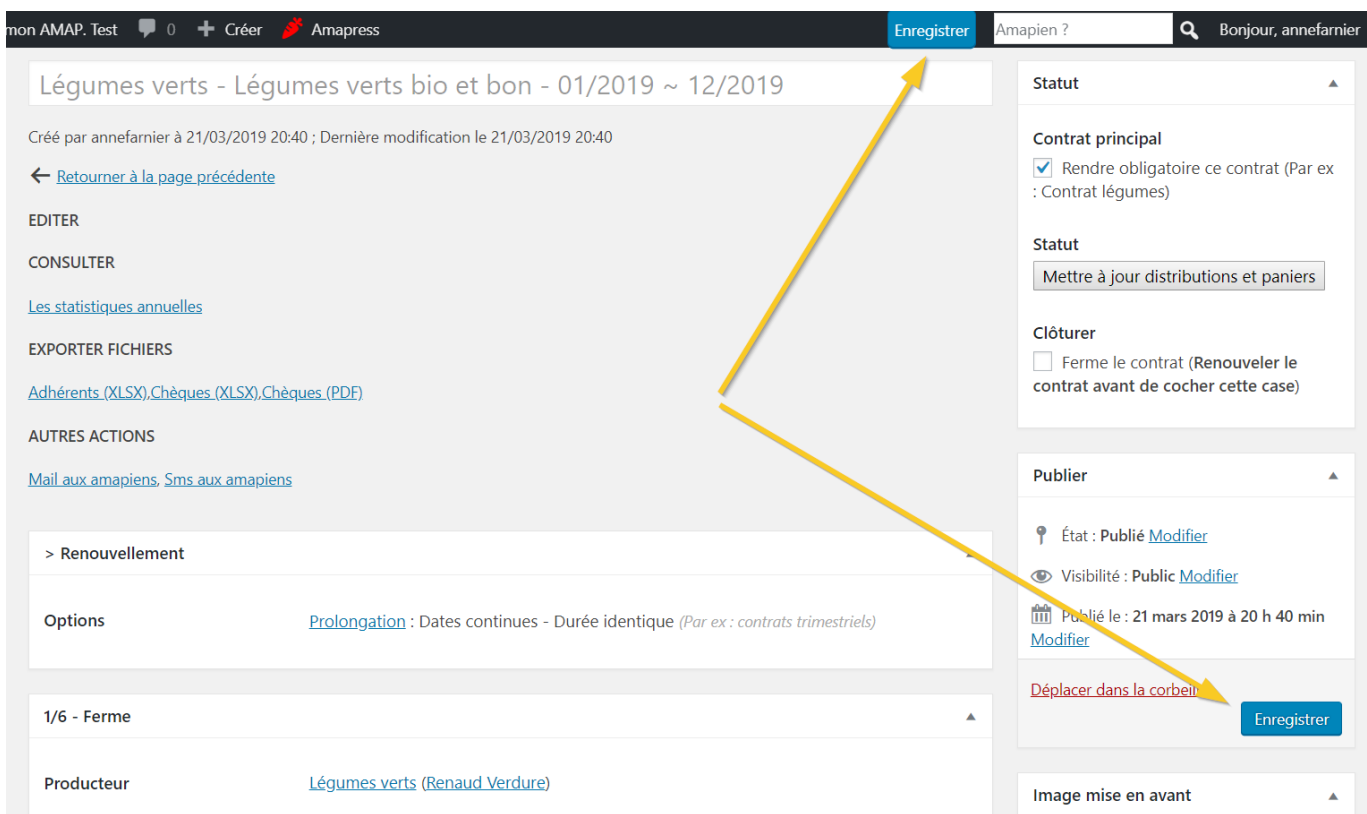 mon AMAP. Test 0 Créer Amapress Enregistrer Amapien ? Bonjour, annefarnier
Légumes verts - Légumes verts bio et bon - 01/2019 ~ 12/2019
Créé par annefarnier à 21/03/2019 20:40 ; Dernière modification le 21/03/2019 20:40
Retourner à la page précédente
EDITER
CONSULTER
Les statistiques annuelles
EXPORTER FICHIERS
Adhérents (XLSX),Chèques (XLSX),Chèques (PDF)
AUTRES ACTIONS
Mail aux amapiens, Sms aux amapiens
> Renouvellement
Options
Prolongation : Dates continues - Durée identique (Par ex : contrats trimestriels)
1/6 - Ferme
Producteur
Légumes verts (Renaud Verdure)
Statut
Contrat principal
Rendre obligatoire ce contrat (Par ex
: Contrat légumes)
Statut
Mettre à jour distributions et paniers
Clôturer
Ferme le contrat (Renouveler le
contrat avant de cocher cette case)
Publier
État : Publié Modifier
Visibilité : Public Modifier
Publié le : 21 mars 2019 à 20 h 40 min
Modifier
Déplacer dans la corbeille
Enregistrer
Image mise en avant